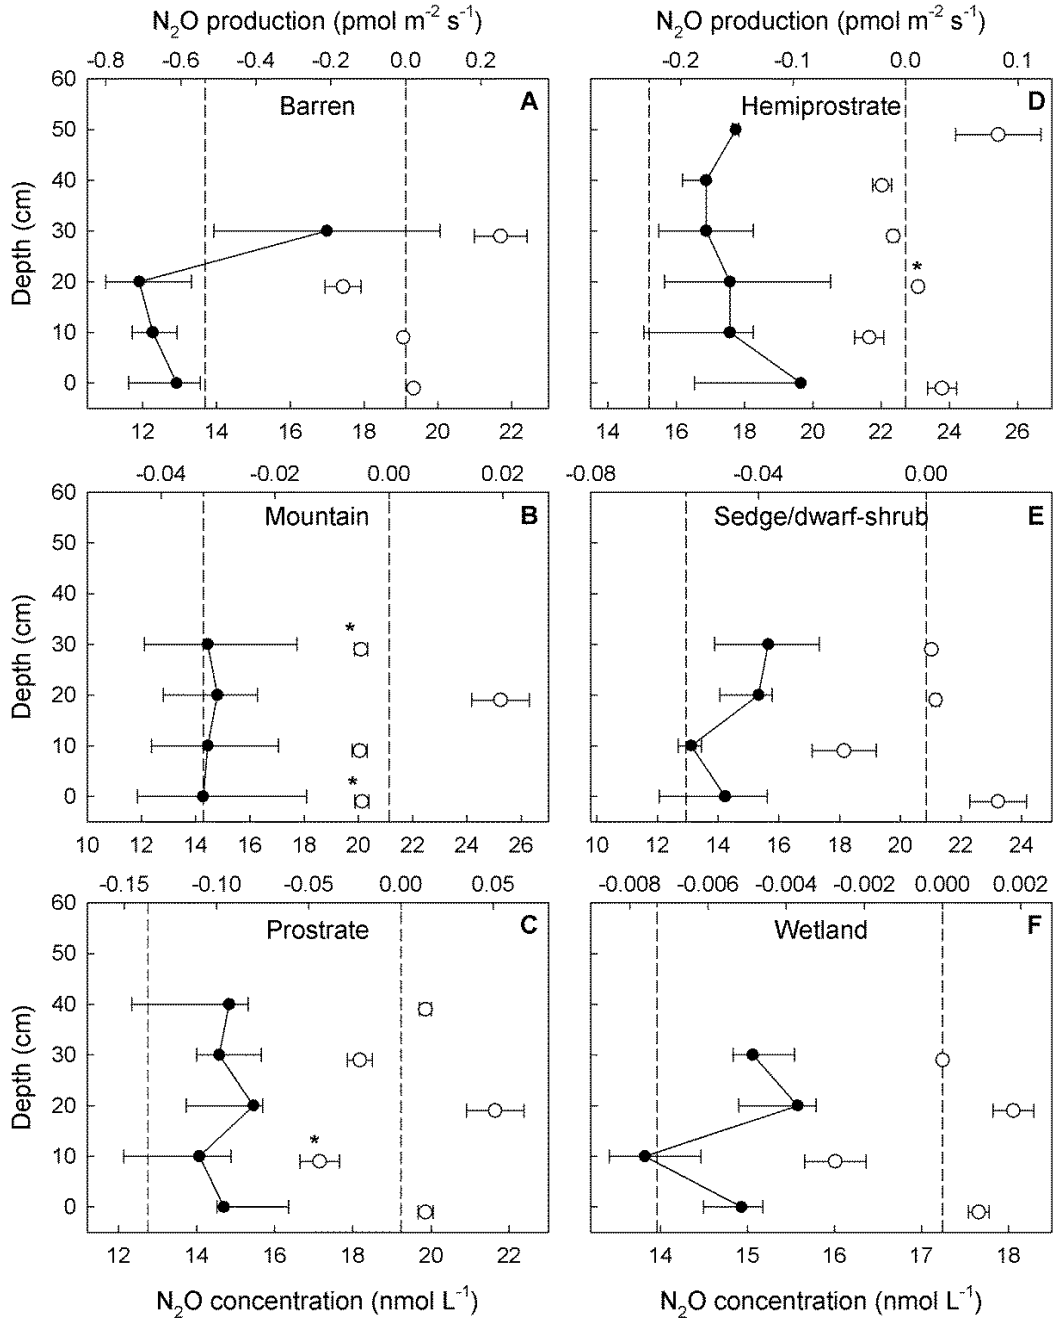 N₂O production (pmol m⁻² s⁻¹)
N₂O production (pmol m⁻² s⁻¹)
-0.8 -0.6 -0.4 -0.2 0.0 0.2
-0.2 -0.1 0.0 0.1
Barren A
Hemiprostrate D
60
50
40
30
20
10
0
Depth (cm)
*
12 14 16 18 20 22
14 16 18 20 22 24 26
-0.04 -0.02 0.00 0.02
-0.08 -0.04 0.00
Mountain B
Sedge/dwarf-shrub E
60
50
40
30
20
10
0
Depth (cm)
*
*
10 12 14 16 18 20 22 24 26
10 12 14 16 18 20 22 24
-0.15 -0.10 -0.05 0.00 0.05
-0.008 -0.006 -0.004 -0.002 0.000 0.002
Prostrate C
Wetland F
60
50
40
30
20
10
0
Depth (cm)
*
12 14 16 18 20 22
14 15 16 17 18
N₂O concentration (nmol L⁻¹)
N₂O concentration (nmol L⁻¹)